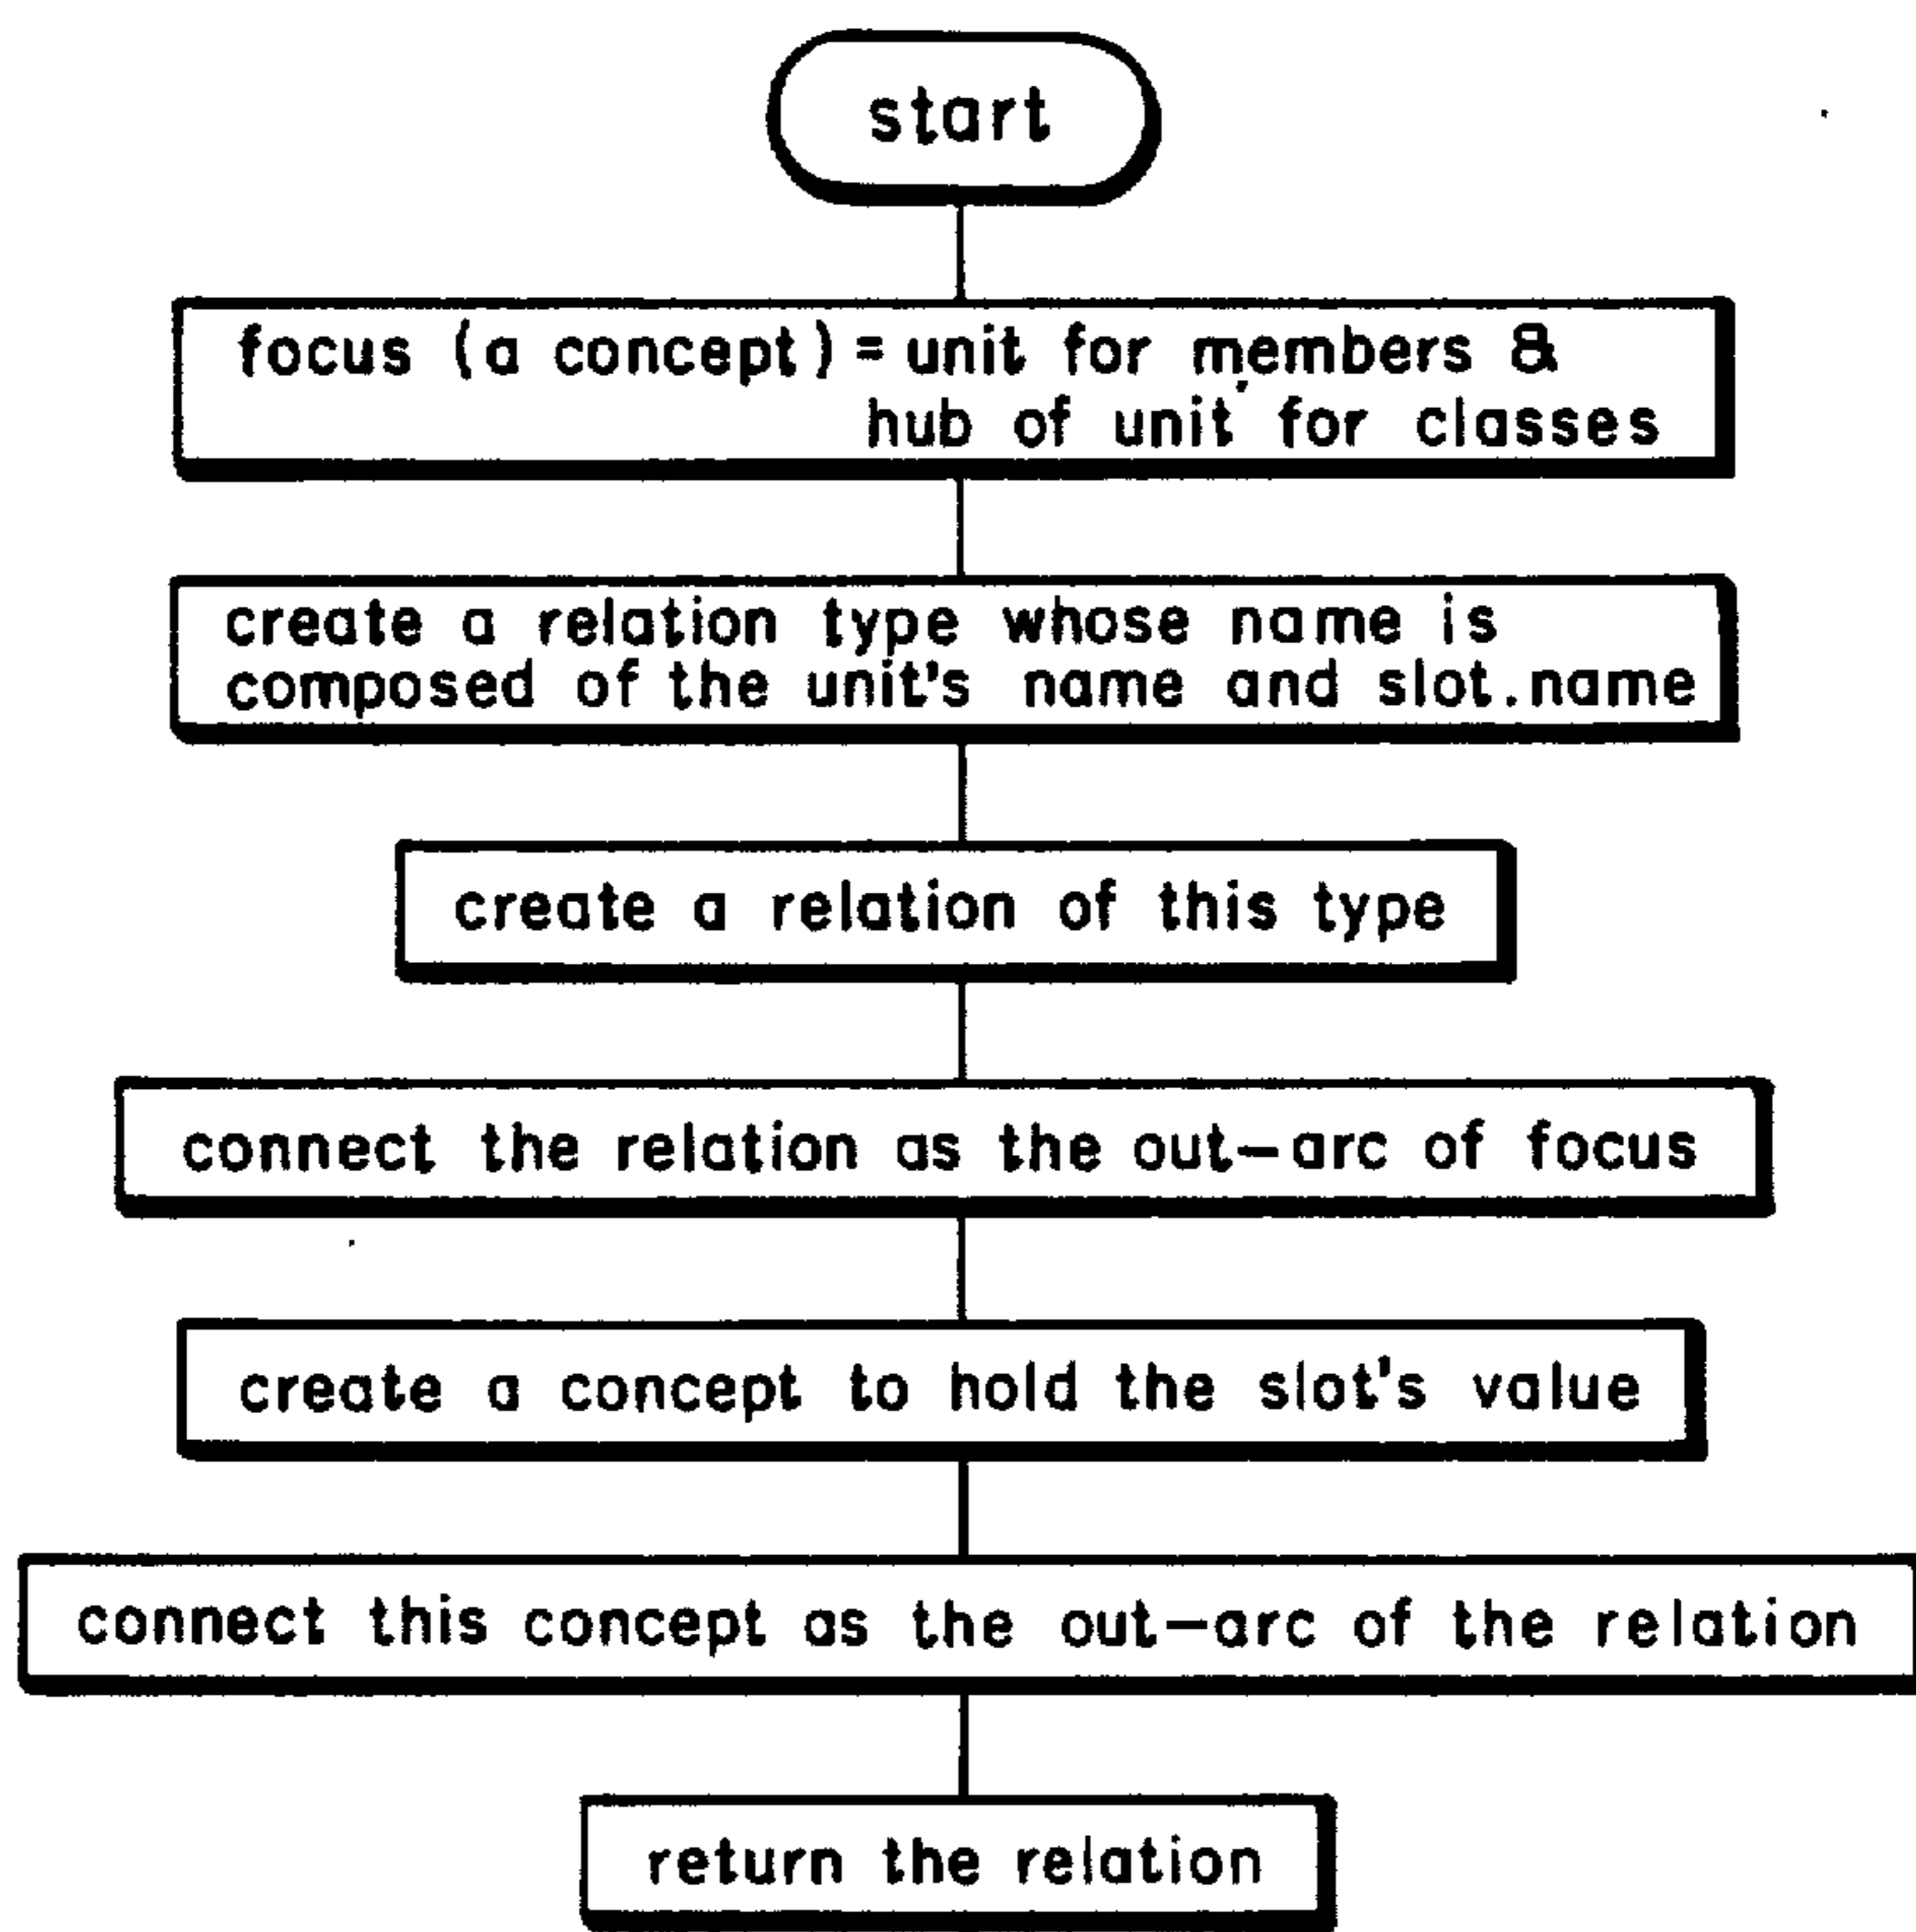 start
focus (a concept) = unit for members &
hub of unit for classes
create a relation type whose name is
composed of the unit's name and slot.name
create a relation of this type
connect the relation as the out-arc of focus
create a concept to hold the slot's value
connect this concept as the out-arc of the relation
return the relation